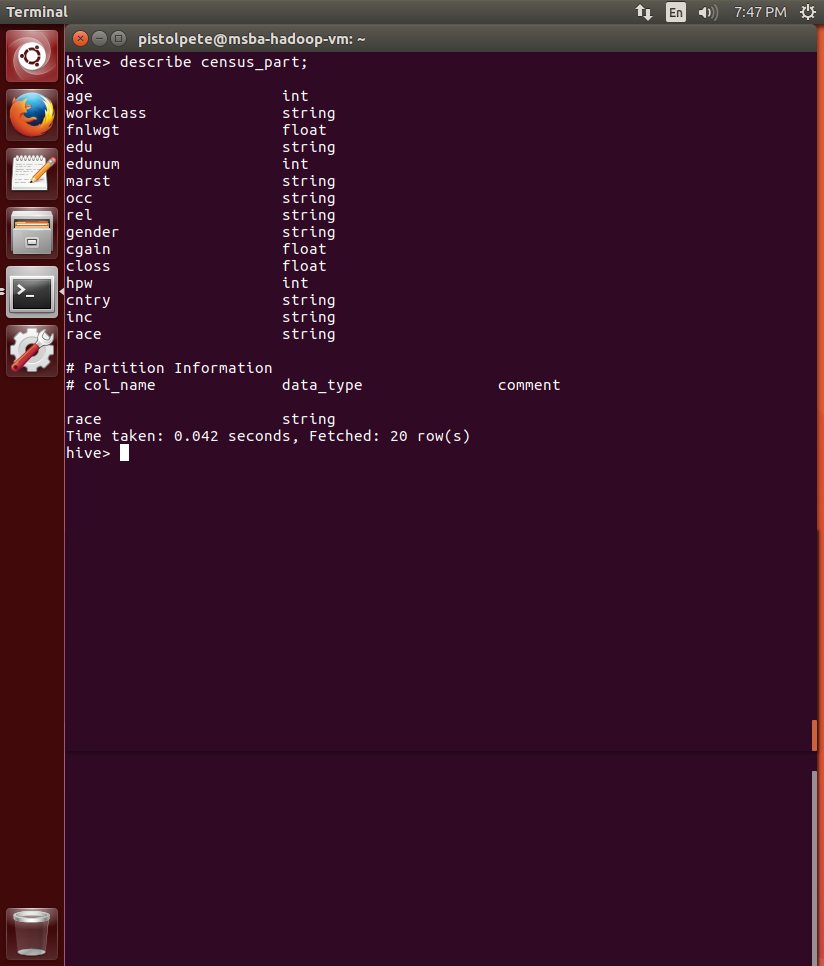 Terminal
En
7:47 PM
pistolpete@msba-hadoop-vm: ~
hive> describe census_part;
OK
age int
workclass string
fnlwgt float
edu string
edunum int
marst string
occ string
rel string
gender string
cgain float
closs float
hpw int
cntry string
inc string
race string
# Partition Information
# col_name data_type comment
race string
Time taken: 0.042 seconds, Fetched: 20 row(s)
hive>